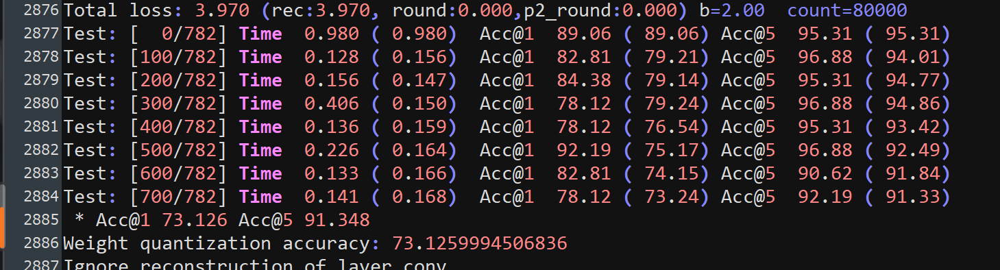 2876 Total loss: 3.970 (rec:3.970, round:0.000,p2_round:0.000) b=2.00  count=80000
2877 Test: [  0/782] Time  0.980 ( 0.980)  Acc@1  89.06 ( 89.06) Acc@5  95.31 ( 95.31)
2878 Test: [100/782] Time  0.128 ( 0.156)  Acc@1  82.81 ( 79.21) Acc@5  96.88 ( 94.01)
2879 Test: [200/782] Time  0.156 ( 0.147)  Acc@1  84.38 ( 79.14) Acc@5  95.31 ( 94.77)
2880 Test: [300/782] Time  0.406 ( 0.150)  Acc@1  78.12 ( 79.24) Acc@5  96.88 ( 94.86)
2881 Test: [400/782] Time  0.136 ( 0.159)  Acc@1  78.12 ( 76.54) Acc@5  95.31 ( 93.42)
2882 Test: [500/782] Time  0.226 ( 0.164)  Acc@1  92.19 ( 75.17) Acc@5  96.88 ( 92.49)
2883 Test: [600/782] Time  0.133 ( 0.166)  Acc@1  82.81 ( 74.15) Acc@5  90.62 ( 91.84)
2884 Test: [700/782] Time  0.141 ( 0.168)  Acc@1  78.12 ( 73.24) Acc@5  92.19 ( 91.33)
2885  * Acc@1 73.126 Acc@5 91.348
2886 Weight quantization accuracy: 73.1259994506836
2887 Ignore reconstruction of layer conv